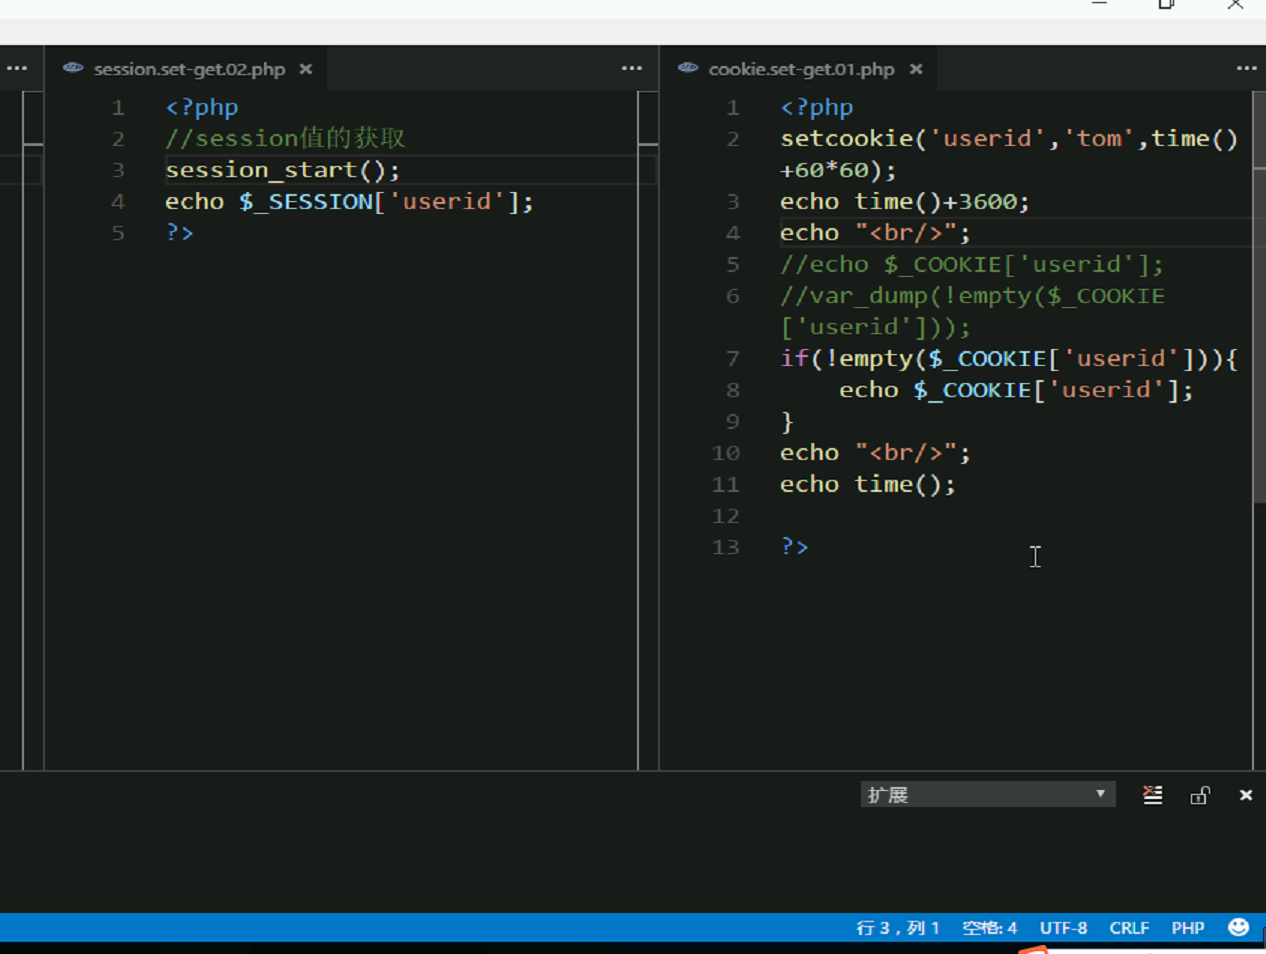 session.set-get.02.php
1 <?php
2 //session值的获取
3 session_start();
4 echo $_SESSION['userid'];
5 ?>
cookie.set-get.01.php
1 <?php
2 setcookie('userid','tom',time()
+60*60);
3 echo time()+3600;
4 echo "<br/>";
5 //echo $_COOKIE['userid'];
6 //var_dump(!empty($_COOKIE
['userid']));
7 if(!empty($_COOKIE['userid'])){
8 echo $_COOKIE['userid'];
9 }
10 echo "<br/>";
11 echo time();
12
13 ?>
扩展
行 3，列 1 空格: 4 UTF-8 CRLF PHP